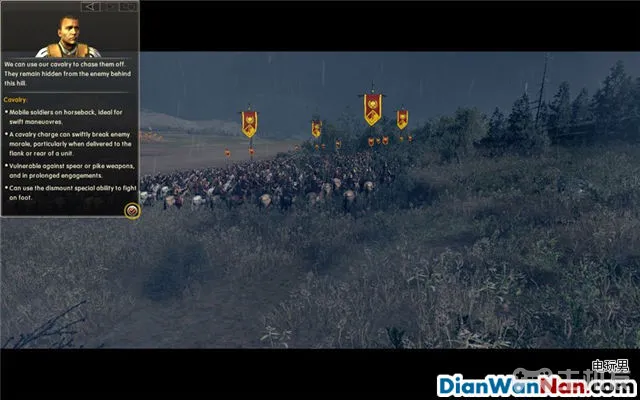 We can use our cavalry to chase them off.
They remain hidden from the enemy behind
this hill.
Cavalry:
• Mobile soldiers on horseback, ideal for
swift maneuovres.
• A cavalry charge can swiftly break enemy
morale, particularly when delivered to the
flank or rear of a unit.
• Vulnerable against spear or pike weapons,
and in prolonged engagements.
• Can use the dismount special ability to fight
on foot.
电玩男
DianWanNan.com